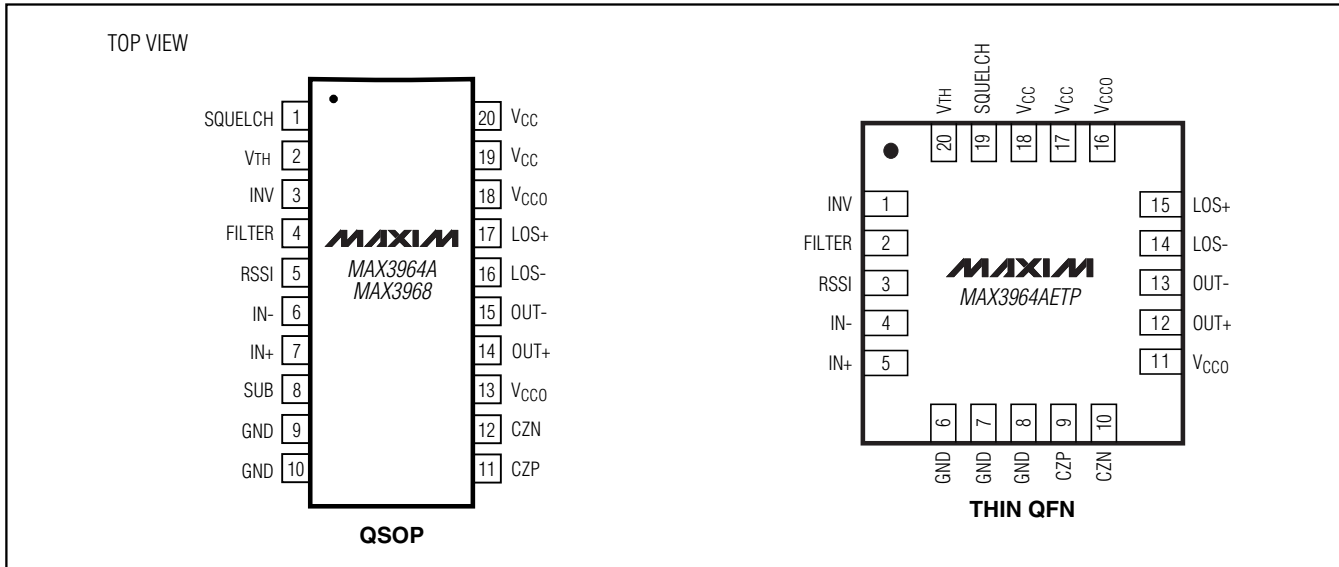 TOP VIEW
SQUELCH 1
VTH 2
INV 3
FILTER 4
RSSI 5
IN- 6
IN+ 7
SUB 8
GND 9
GND 10
20 VCC
19 VCC
18 VCCO
17 LOS+
16 LOS-
15 OUT-
14 OUT+
13 VCCO
12 CZN
11 CZP
MAXIM
MAX3964A
MAX3968
QSOP
VTH 20
SQUELCH 19
VCC 18
VCC 17
VCCO 16
INV 1
FILTER 2
RSSI 3
IN- 4
IN+ 5
15 LOS+
14 LOS-
13 OUT-
12 OUT+
11 VCCO
MAXIM
MAX3964AETP
6 GND
7 GND
8 GND
9 CZP
10 CZN
THIN QFN